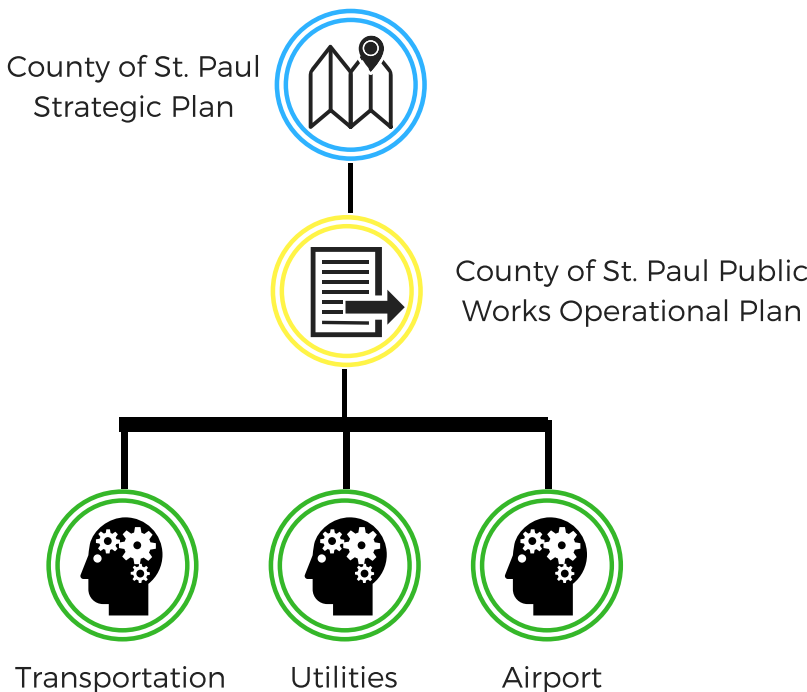 County of St. Paul
Strategic Plan
County of St. Paul Public
Works Operational Plan
Transportation
Utilities
Airport